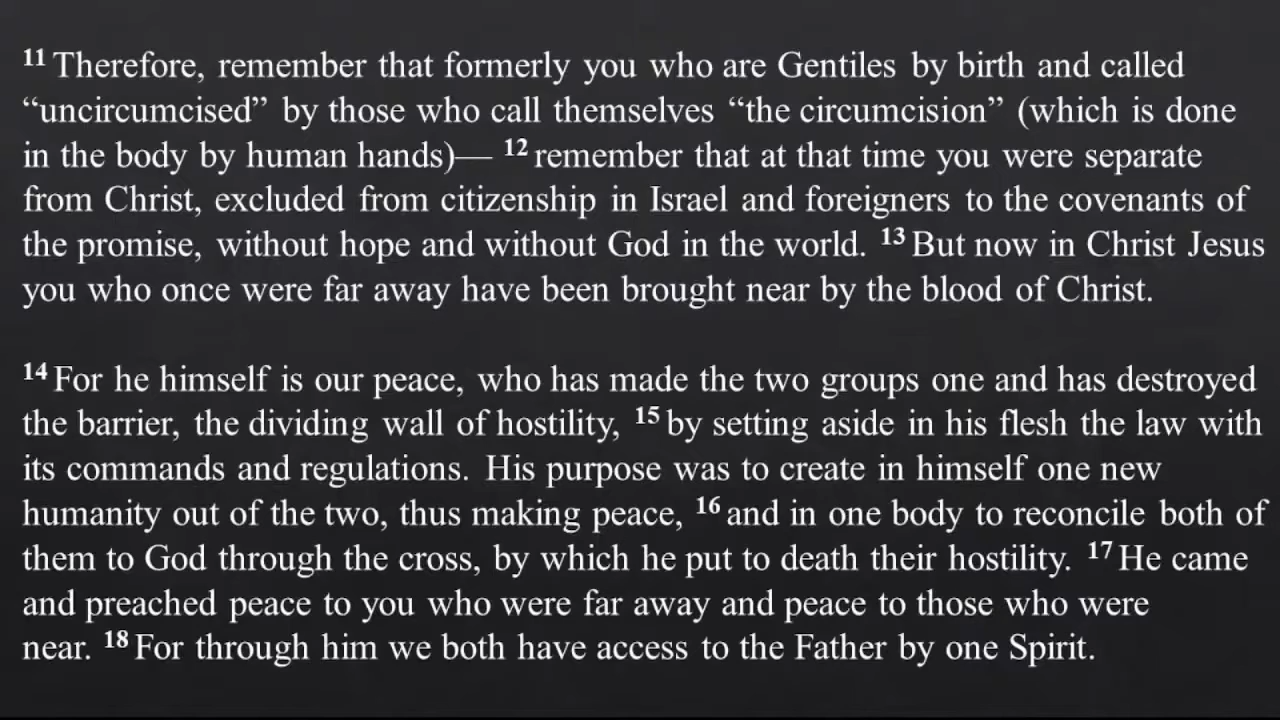 11 Therefore, remember that formerly you who are Gentiles by birth and called
“uncircumcised” by those who call themselves “the circumcision” (which is done
in the body by human hands)— 12 remember that at that time you were separate
from Christ, excluded from citizenship in Israel and foreigners to the covenants of
the promise, without hope and without God in the world. 13 But now in Christ Jesus
you who once were far away have been brought near by the blood of Christ.
14 For he himself is our peace, who has made the two groups one and has destroyed
the barrier, the dividing wall of hostility, 15 by setting aside in his flesh the law with
its commands and regulations. His purpose was to create in himself one new
humanity out of the two, thus making peace, 16 and in one body to reconcile both of
them to God through the cross, by which he put to death their hostility. 17 He came
and preached peace to you who were far away and peace to those who were
near. 18 For through him we both have access to the Father by one Spirit.